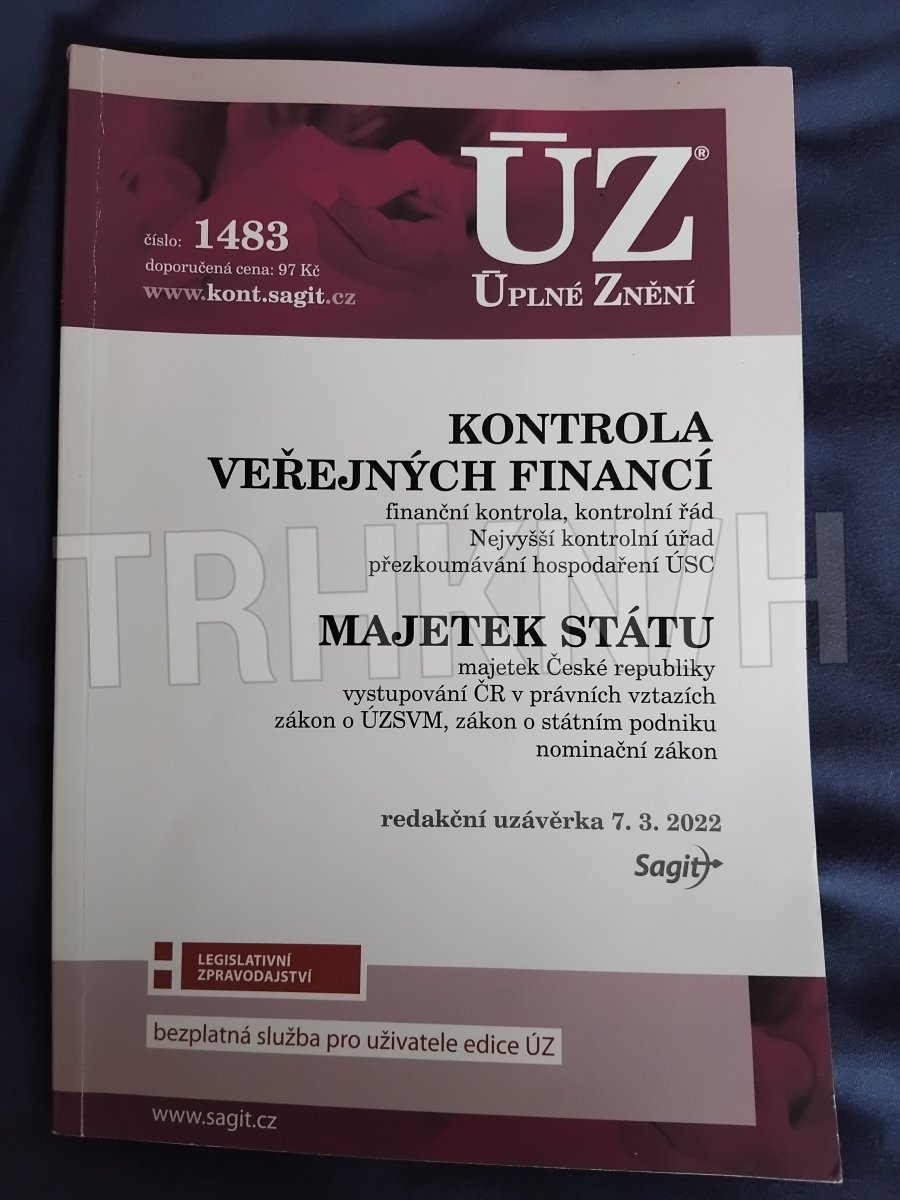 ÚZ®
ÚPLNÉ ZNĚNÍ
číslo: 1483
doporučená cena: 97 Kč
www.kont.sagit.cz
KONTROLA
VEŘEJNÝCH FINANCÍ
finanční kontrola, kontrolní řád
Nejvyšší kontrolní úřad
přezkoumávání hospodaření ÚSC
TRHKNIH
MAJETEK STÁTU
majetek České republiky
vystupování ČR v právních vztazích
zákon o ÚZSVM, zákon o státním podniku
nominační zákon
redakční uzávěrka 7. 3. 2022
Sagit
LEGISLATIVNÍ
ZPRAVODAJSTVÍ
bezplatná služba pro uživatele edice ÚZ
www.sagit.cz